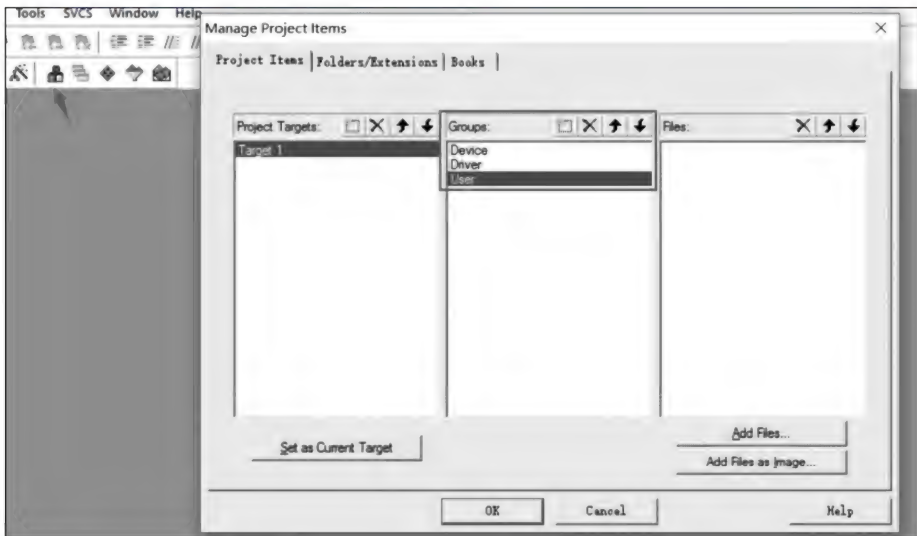 Tools SVCS Window Help
Manage Project Items
Project Items Folders/Extensions Books
Project Targets: Groups: Files:
Target 1 Device
Driver
User
Set as Current Target
Add Files...
Add Files as Image...
OK Cancel Help